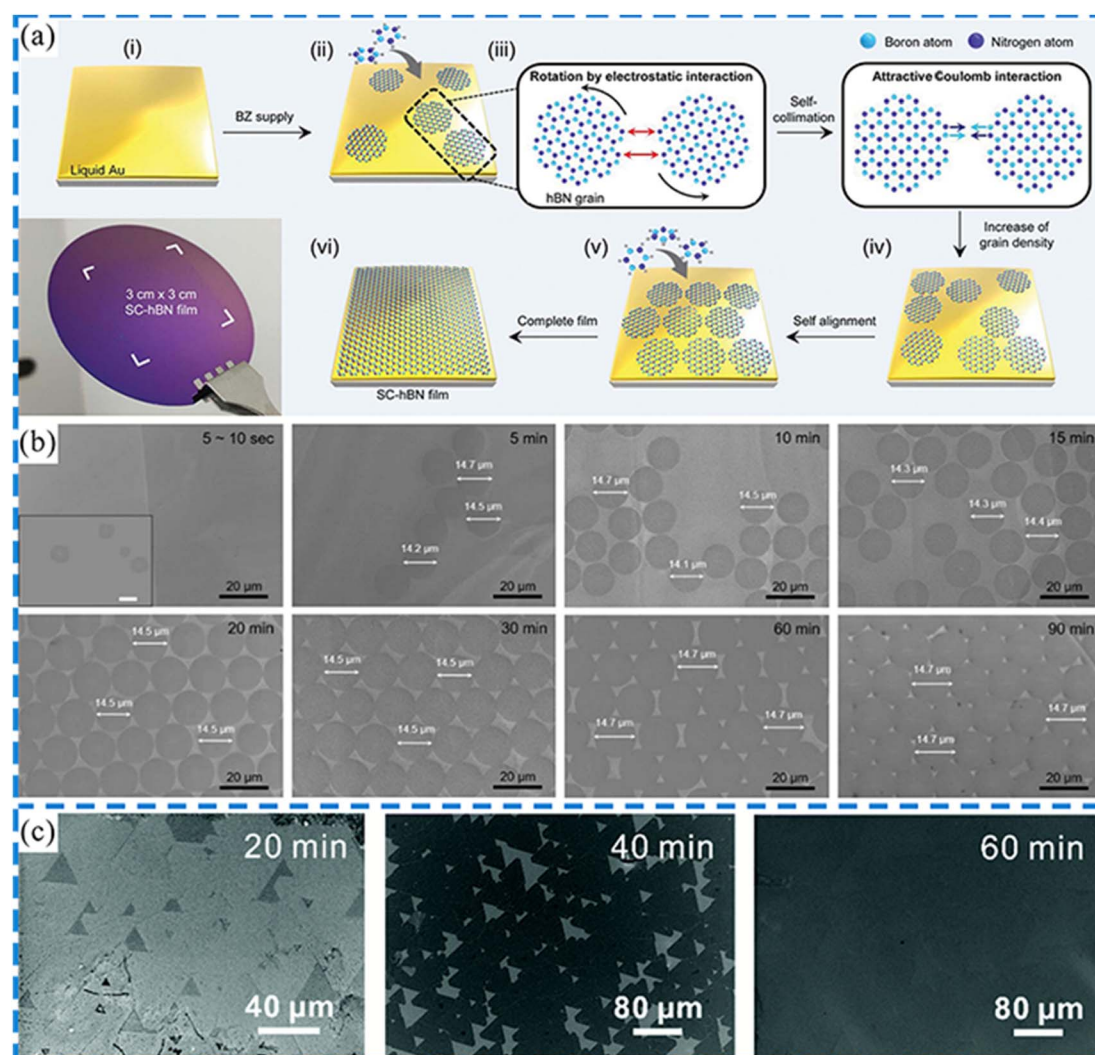 (a)
(i)
(ii)
(iii)
Boron atom
Nitrogen atom
Liquid Au
BZ supply
Rotation by electrostatic interaction
hBN grain
Self-
collimation
Attractive Coulomb interaction
Increase of
grain density
(vi)
(v)
(iv)
3 cm x 3 cm
SC-hBN film
Complete film
Self alignment
SC-hBN film
(b)
5 ~ 10 sec
20 µm
5 min
14.7 µm
14.5 µm
14.2 µm
20 µm
10 min
14.7 µm
14.5 µm
14.1 µm
20 µm
15 min
14.3 µm
14.3 µm
14.4 µm
20 µm
20 min
14.5 µm
14.5 µm
14.5 µm
20 µm
30 min
14.5 µm
14.5 µm
14.5 µm
20 µm
60 min
14.7 µm
14.7 µm
14.7 µm
20 µm
90 min
14.7 µm
14.7 µm
14.7 µm
20 µm
(c)
20 min
40 µm
40 min
80 µm
60 min
80 µm